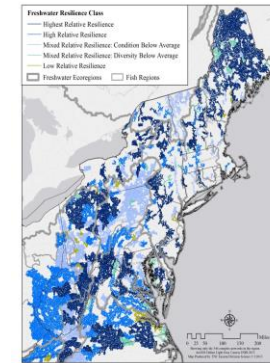 Freshwater Resilience Class
Highest Relative Resilience
High Relative Resilience
Mixed Relative Resilience: Condition Below Average
Mixed Relative Resilience: Diversity Below Average
Low Relative Resilience
Freshwater Ecoregions Fish Regions
Miles